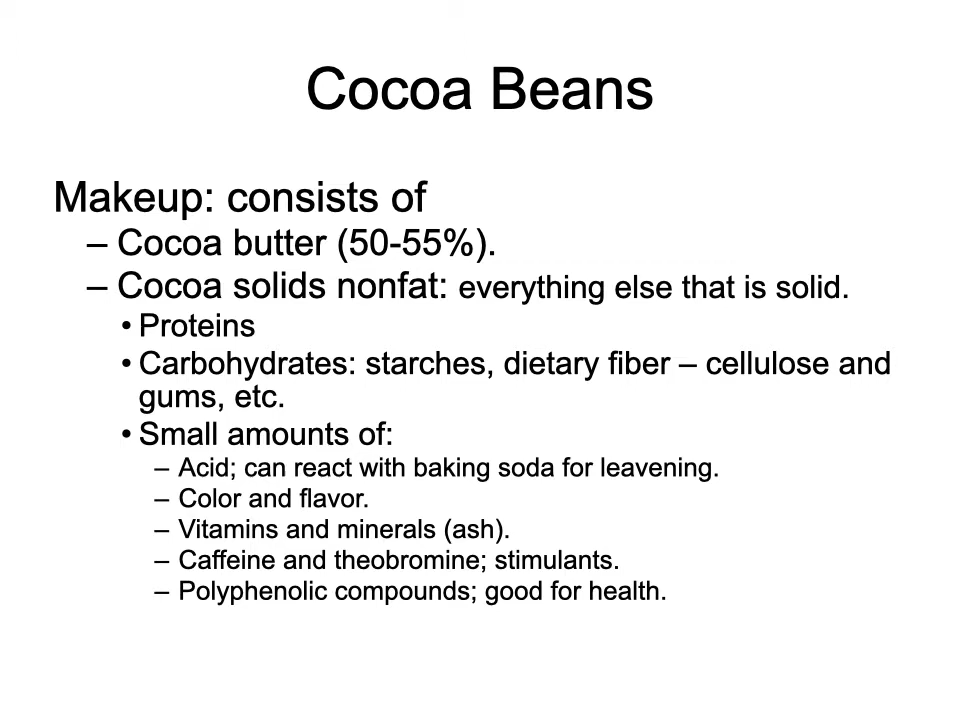 Cocoa Beans
Makeup: consists of
– Cocoa butter (50-55%).
– Cocoa solids nonfat: everything else that is solid.
• Proteins
• Carbohydrates: starches, dietary fiber – cellulose and
gums, etc.
• Small amounts of:
– Acid; can react with baking soda for leavening.
– Color and flavor.
– Vitamins and minerals (ash).
– Caffeine and theobromine; stimulants.
– Polyphenolic compounds; good for health.